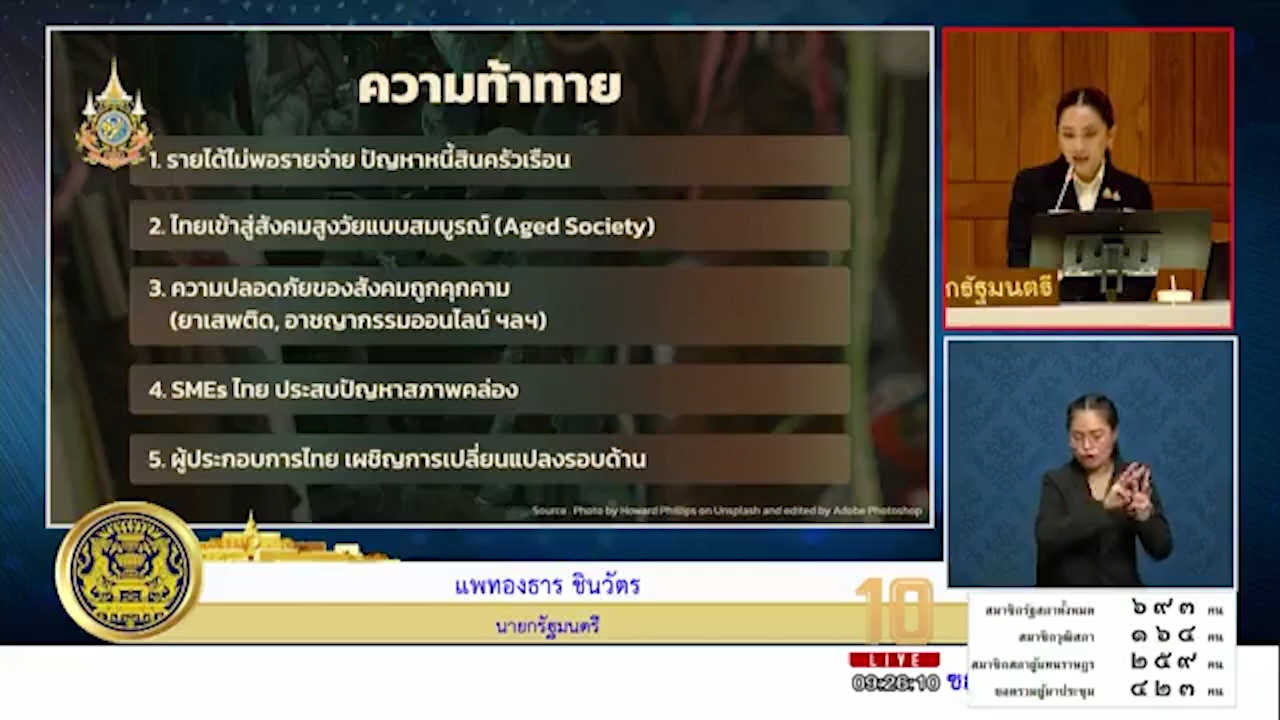 ความท้าทาย
1. รายได้ไม่พอรายจ่าย ปัญหาหนี้สินครัวเรือน
2. ไทยเข้าสู่สังคมสูงวัยแบบสมบูรณ์ (Aged Society)
3. ความปลอดภัยของสังคมถูกคุกคาม
(ยาเสพติด, อาชญากรรมออนไลน์ ฯลฯ)
4. SMEs ไทย ประสบปัญหาสภาพคล่อง
5. ผู้ประกอบการไทย เผชิญการเปลี่ยนแปลงรอบด้าน
Source : Photo by Howard Phillips on Unsplash and edited by Adobe Photoshop
กรัฐมนตรี
แพทองธาร ชินวัตร
นายกรัฐมนตรี
10
LIVE
09:26:10
สมาชิกรัฐสภาทั้งหมด ๖๙๓ คน
สมาชิกวุฒิสภา ๑๖๔ คน
สมาชิกสภาผู้แทนราษฎร ๒๕๙ คน
ยอดรวมผู้มาประชุม ๔๒๓ คน